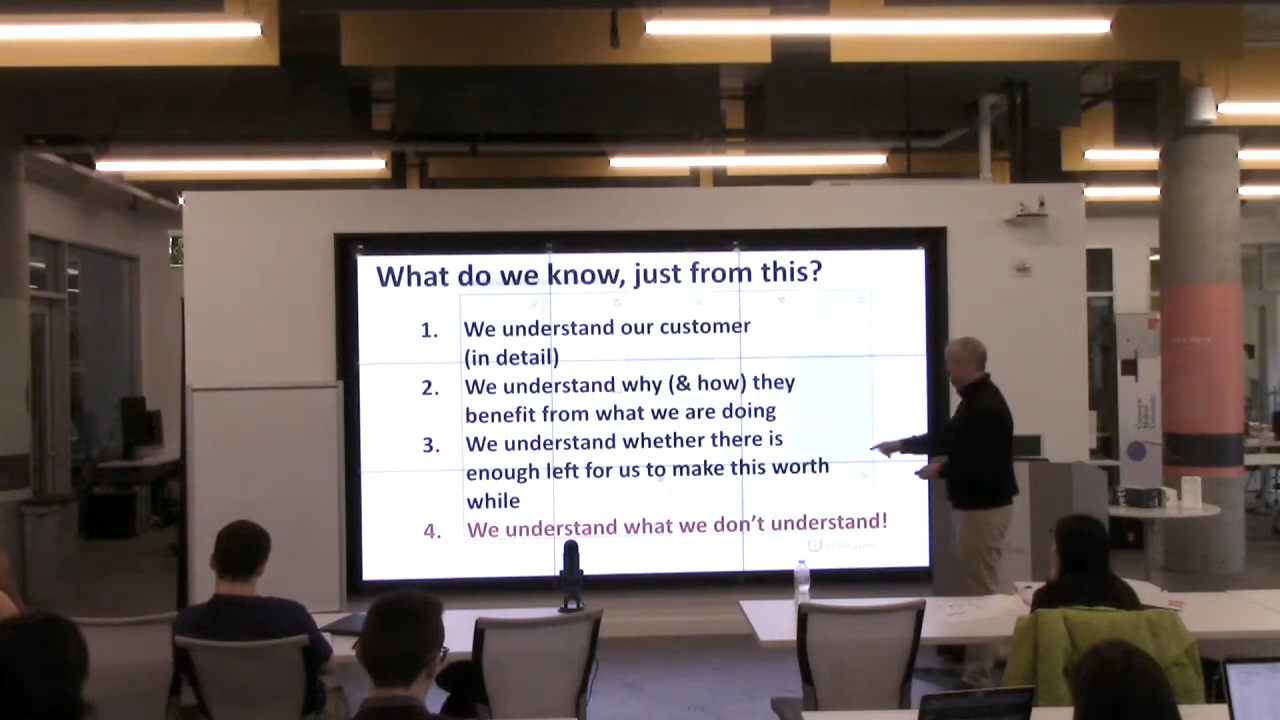 What do we know, just from this?
1. We understand our customer
(in detail)
2. We understand why (& how) they
benefit from what we are doing
3. We understand whether there is
enough left for us to make this worth
while
4. We understand what we don't understand!